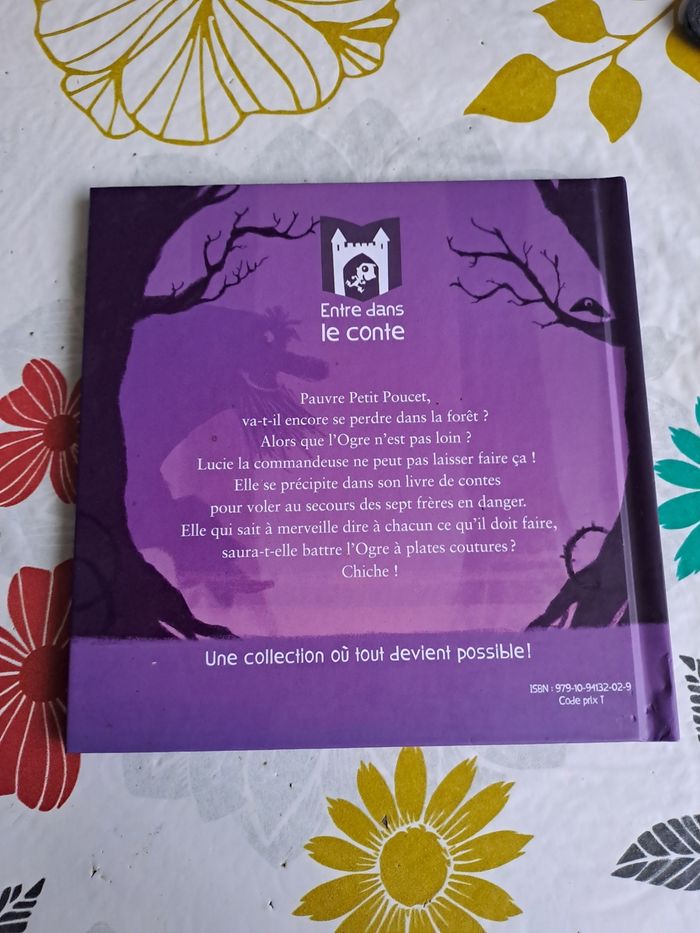 Entre dans
le conte
Pauvre Petit Poucet,
va-t-il encore se perdre dans la forêt ?
Alors que l'Ogre n'est pas loin ?
Lucie la commandeuse ne peut pas laisser faire ça !
Elle se précipite dans son livre de contes
pour voler au secours des sept frères en danger.
Elle qui sait à merveille dire à chacun ce qu'il doit faire,
saura-t-elle battre l'Ogre à plates coutures ?
Chiche !
Une collection où tout devient possible!
ISBN : 979-10-94132-02-9
Code prix T